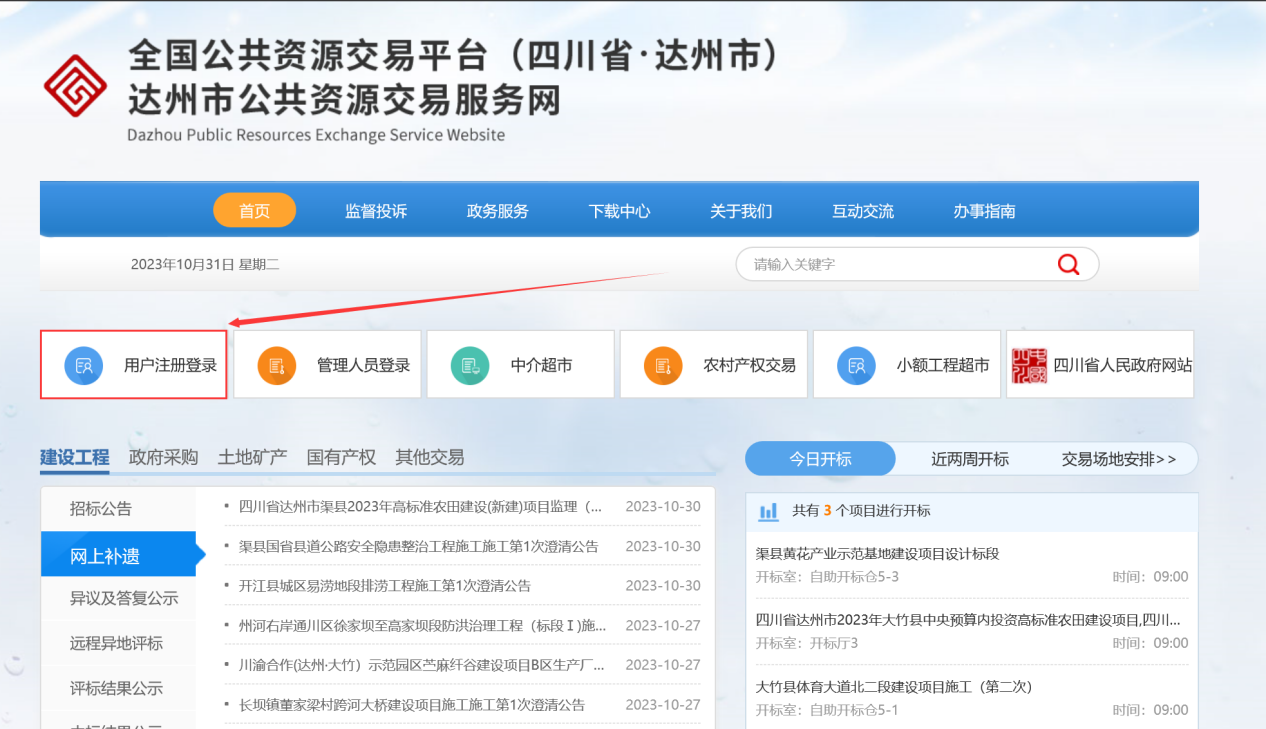 全国公共资源交易平台（四川省·达州市）
达州市公共资源交易服务网
Dazhou Public Resources Exchange Service Website
首页 监督投诉 政务服务 下载中心 关于我们 互动交流 办事指南
2023年10月31日 星期二 请输入关键字
用户注册登录 管理人员登录 中介超市 农村产权交易 小额工程超市 四川省人民政府网站
建设工程 政府采购 土地矿产 国有产权 其他交易
今日开标 近两周开标 交易场地安排>>
招标公告
网上补遗
异议及答复公示
远程异地评标
评标结果公示
四川省达州市渠县2023年高标准农田建设(新建)项目监理（... 2023-10-30
渠县国省县道公路安全隐患整治工程施工施工第1次澄清公告 2023-10-30
开江县城区易涝地段排涝工程施工第1次澄清公告 2023-10-30
州河右岸通川区徐家坝至高家坝段防洪治理工程（标段Ⅰ)施... 2023-10-27
川渝合作(达州·大竹）示范园区苎麻纤谷建设项目B区生产厂... 2023-10-27
长坝镇董家梁村跨河大桥建设项目施工施工第1次澄清公告 2023-10-27
共有 3 个项目进行开标
渠县黄花产业示范基地建设项目设计标段
开标室：自助开标仓5-3 时间：09:00
四川省达州市2023年大竹县中央预算内投资高标准农田建设项目,四川...
开标室：开标厅3 时间：09:00
大竹县体育大道北二段建设项目施工（第二次）
开标室：自助开标仓5-1 时间：09:00